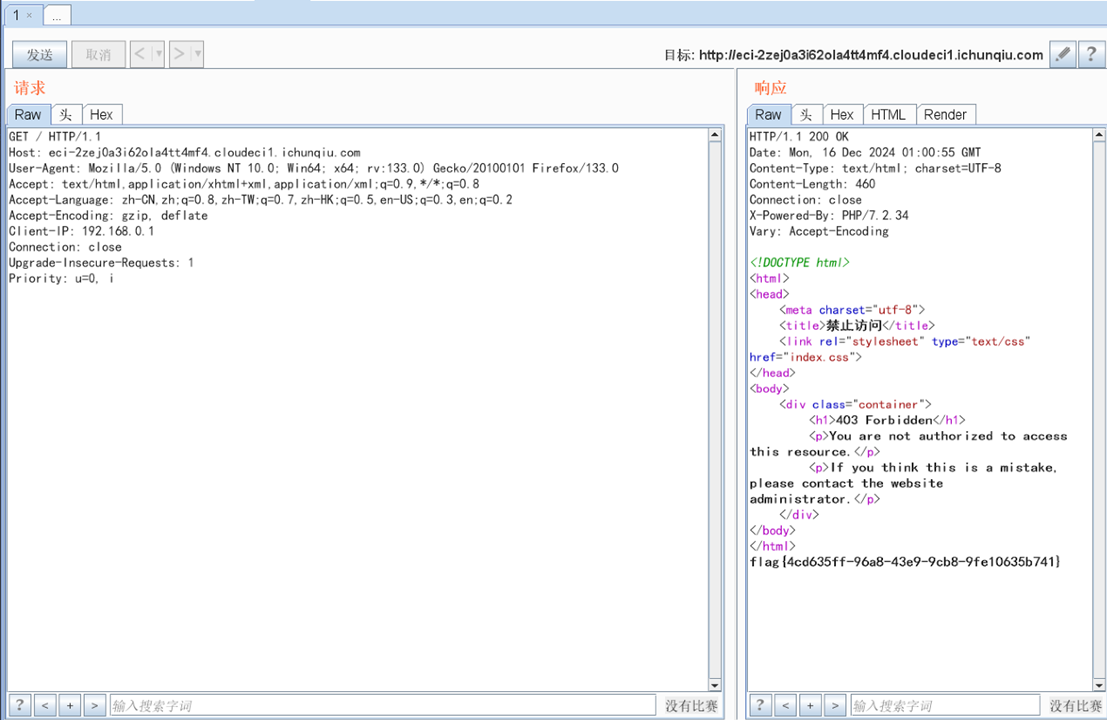 1 × ...
发送 取消 < > 目标: http://eci-2zej0a3i62ola4tt4mf4.cloudeci1.ichunqiu.com ?
请求
Raw 头 Hex
GET / HTTP/1.1
Host: eci-2zej0a3i62ola4tt4mf4.cloudeci1.ichunqiu.com
User-Agent: Mozilla/5.0 (Windows NT 10.0; Win64; x64; rv:133.0) Gecko/20100101 Firefox/133.0
Accept: text/html,application/xhtml+xml,application/xml;q=0.9,*/*;q=0.8
Accept-Language: zh-CN,zh;q=0.8,zh-TW;q=0.7,zh-HK;q=0.5,en-US;q=0.3,en;q=0.2
Accept-Encoding: gzip, deflate
Client-IP: 192.168.0.1
Connection: close
Upgrade-Insecure-Requests: 1
Priority: u=0, i
? < + > 输入搜索字词 没有比赛
响应
Raw 头 Hex HTML Render
HTTP/1.1 200 OK
Date: Mon, 16 Dec 2024 01:00:55 GMT
Content-Type: text/html; charset=UTF-8
Content-Length: 460
Connection: close
X-Powered-By: PHP/7.2.34
Vary: Accept-Encoding
<!DOCTYPE html>
<html>
<head>
<meta charset="utf-8">
<title>禁止访问</title>
<link rel="stylesheet" type="text/css"
href="index.css">
</head>
<body>
<div class="container">
<h1>403 Forbidden</h1>
<p>You are not authorized to access
this resource.</p>
<p>If you think this is a mistake,
please contact the website
administrator.</p>
</div>
</body>
</html>
flag{4cd635ff-96a8-43e9-9cb8-9fe10635b741}
? < + > 输入搜索字词 没有比赛